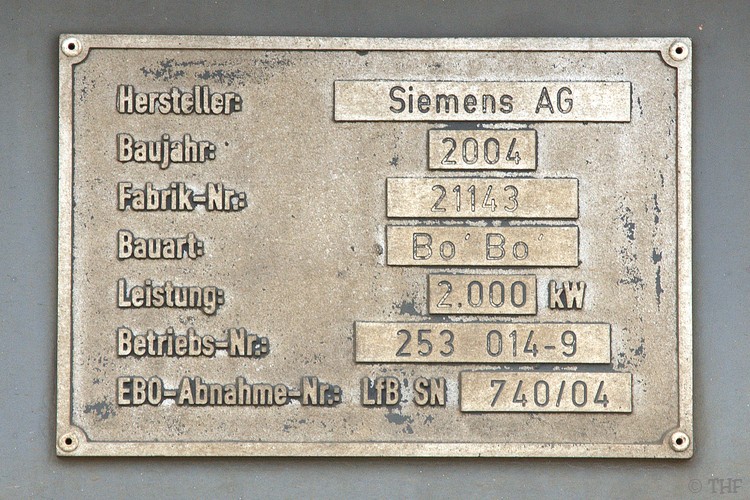 Hersteller: Siemens AG
Baujahr: 2004
Fabrik-Nr.: 21143
Bauart: Bo'Bo'
Leistung: 2.000 kW
Betriebs-Nr.: 253 014-9
EBO-Abnahme-Nr.: LfB SN 740/04
© THF